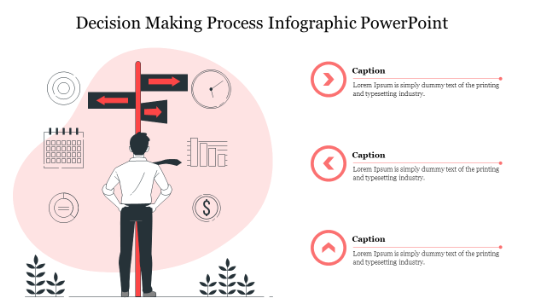 Decision Making Process Infographic PowerPoint
Caption
Lorem Ipsum is simply dummy text of the printing
and typesetting industry.
Caption
Lorem Ipsum is simply dummy text of the printing
and typesetting industry.
$
Caption
Lorem Ipsum is simply dummy text of the printing
and typesetting industry.